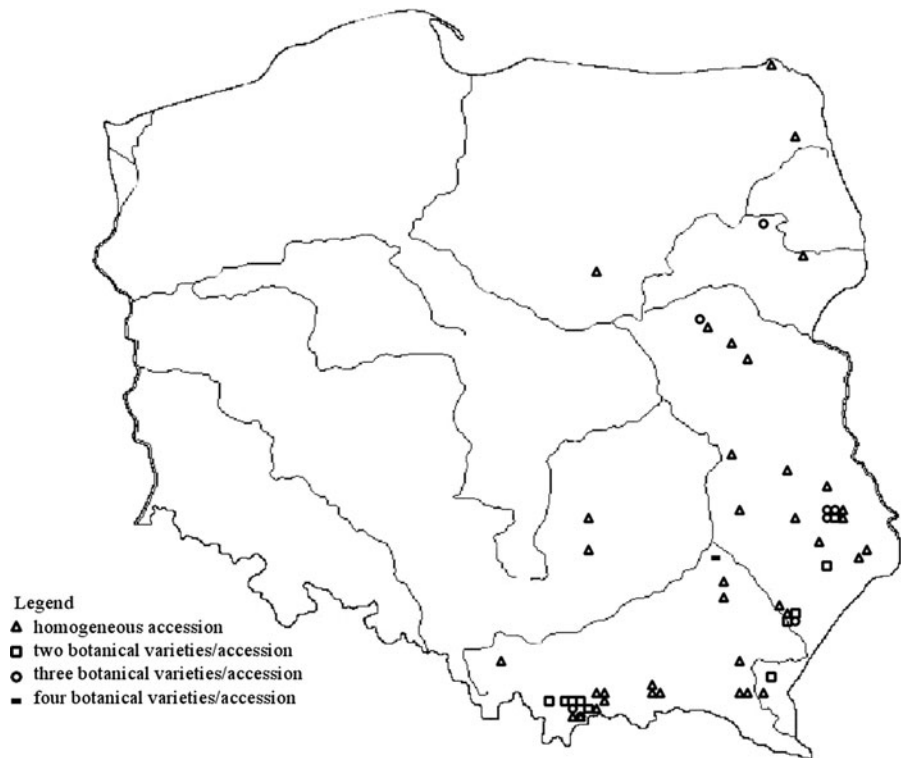 Legend
homogeneous accession
two botanical varieties/accession
three botanical varieties/accession
four botanical varieties/accession